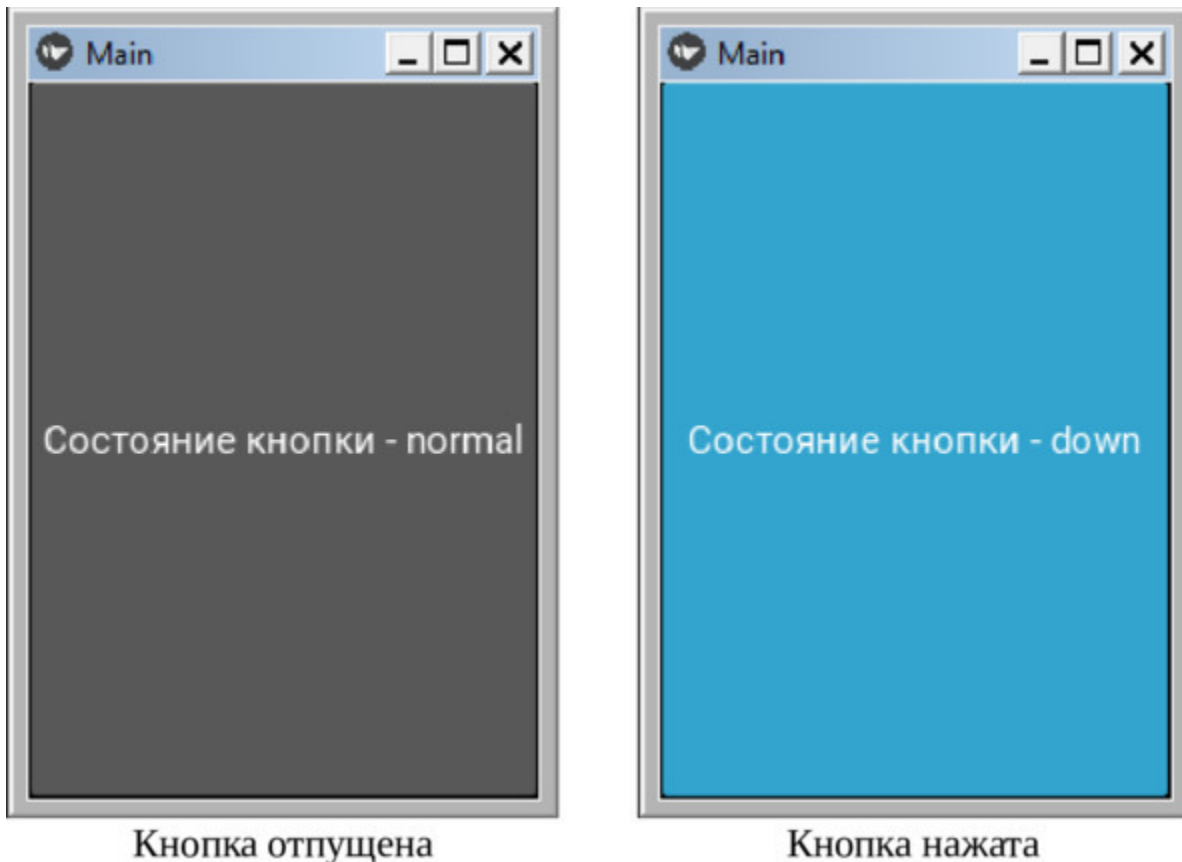 Main
Main
Состояние кнопки - normal
Состояние кнопки - down
Кнопка отпущена
Кнопка нажата